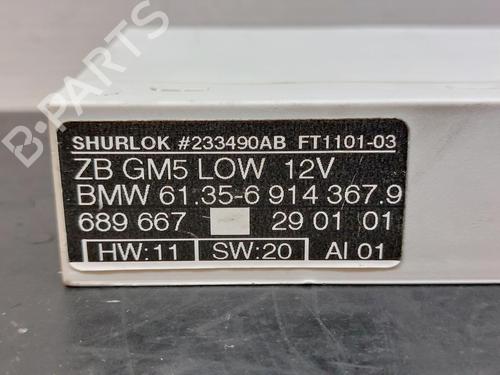 SHURLOK #233490AB FT1101-03
ZB GM5 LOW 12V
BMW 61.35-6 914 367.9
689 667 29 01 01
HW:11 SW:20 AI 01
B-PARTS